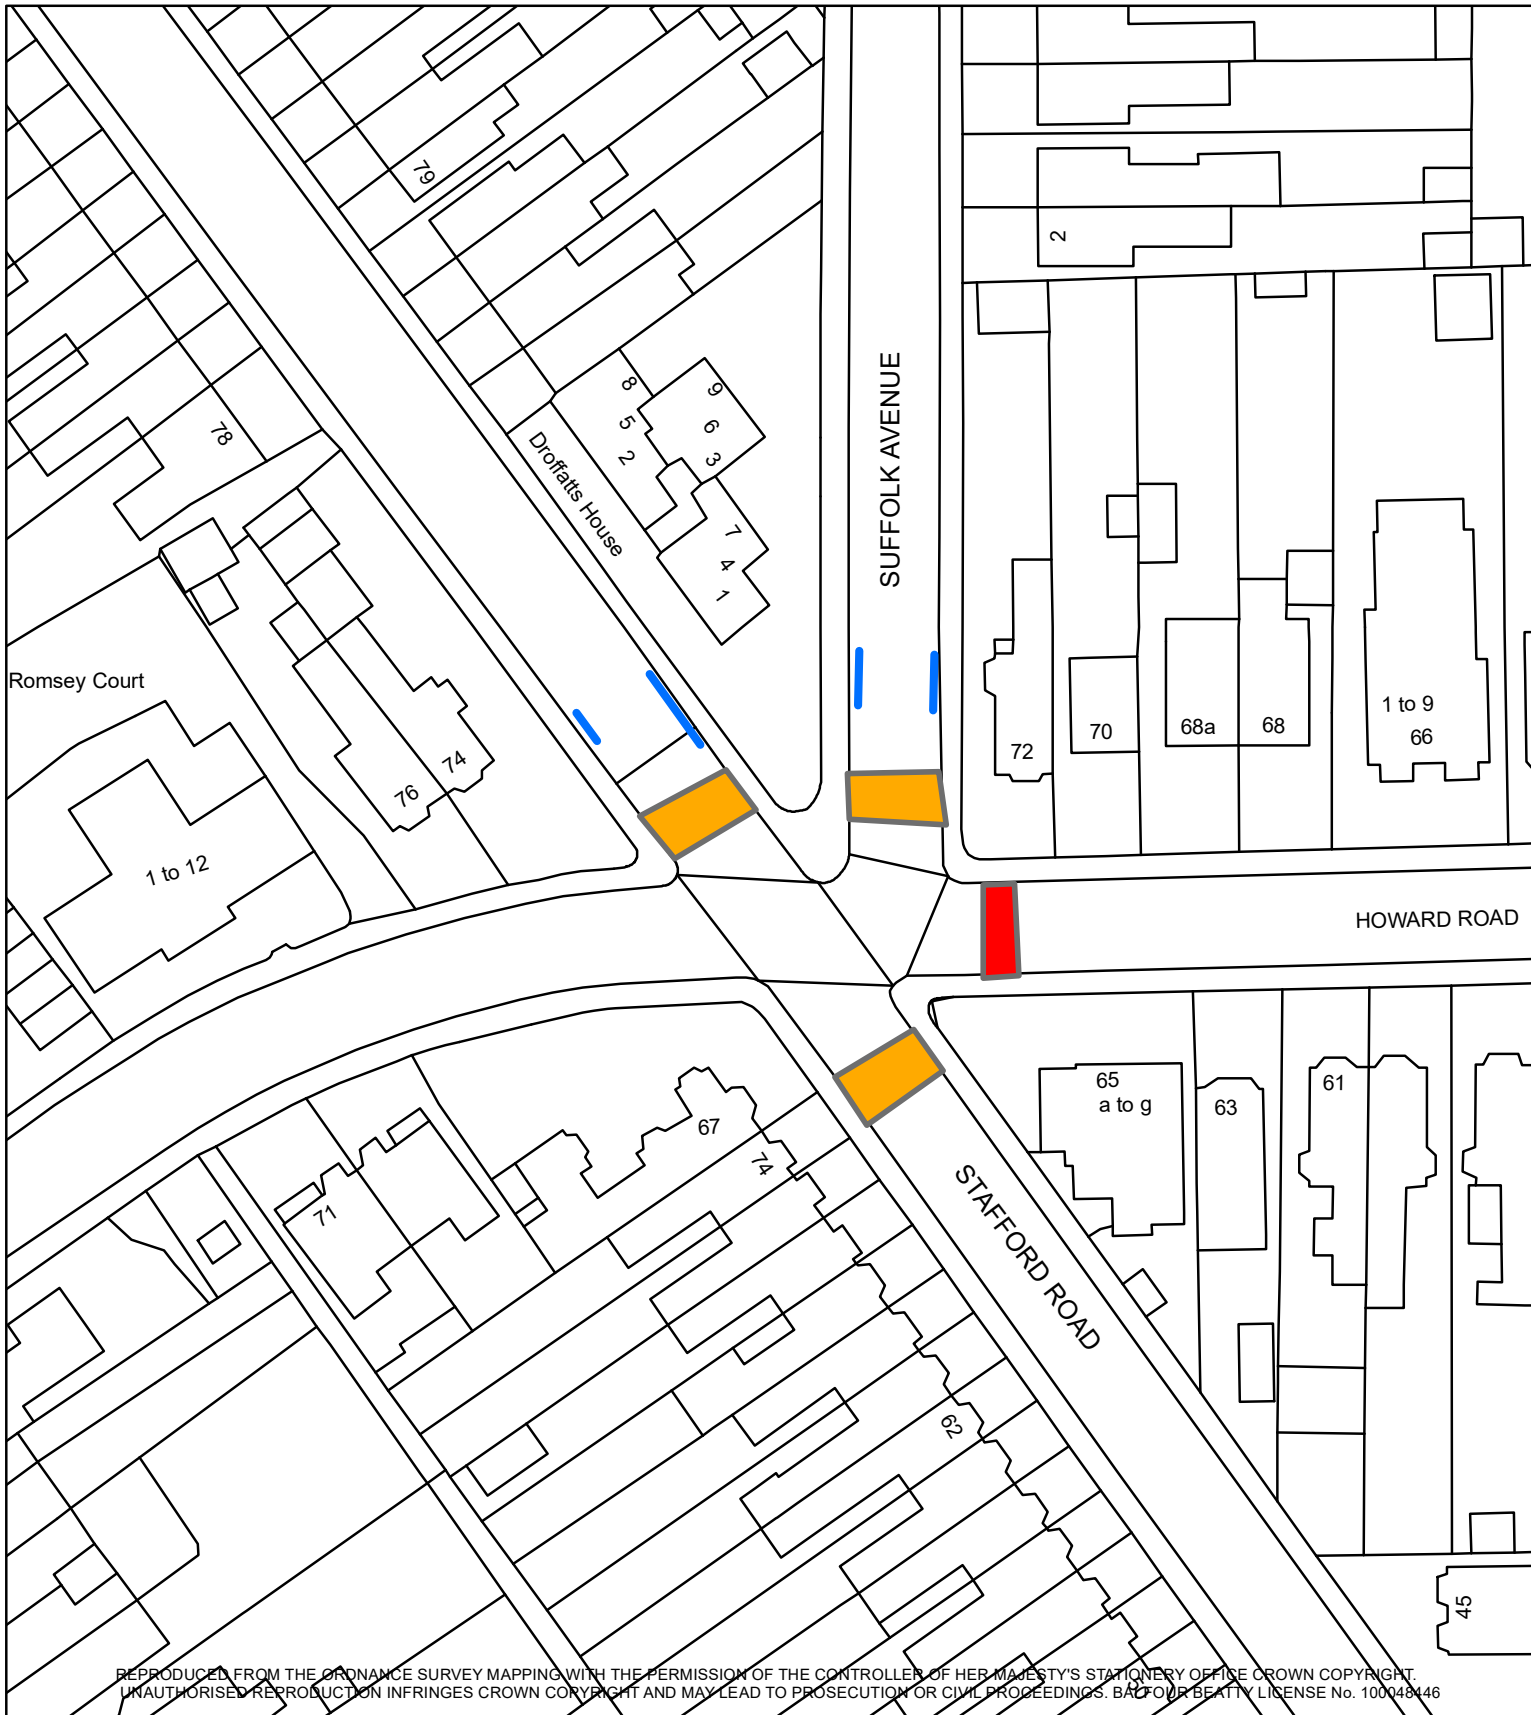 79
2
SUFFOLK AVENUE
8
5
2
9
6
3
78
Droffatts House
7
4
1
Romsey Court
1 to 9
66
68a
68
70
72
74
76
1 to 12
HOWARD ROAD
65
a to g
63
61
67
74
71
STAFFORD ROAD
62
45
50
REPRODUCED FROM THE ORDNANCE SURVEY MAPPING WITH THE PERMISSION OF THE CONTROLLER OF HER MAJESTY'S STATIONERY OFFICE CROWN COPYRIGHT.
UNAUTHORISED REPRODUCTION INFRINGES CROWN COPYRIGHT AND MAY LEAD TO PROSECUTION OR CIVIL PROCEEDINGS. BALFOUR BEATTY LICENSE No. 100048446